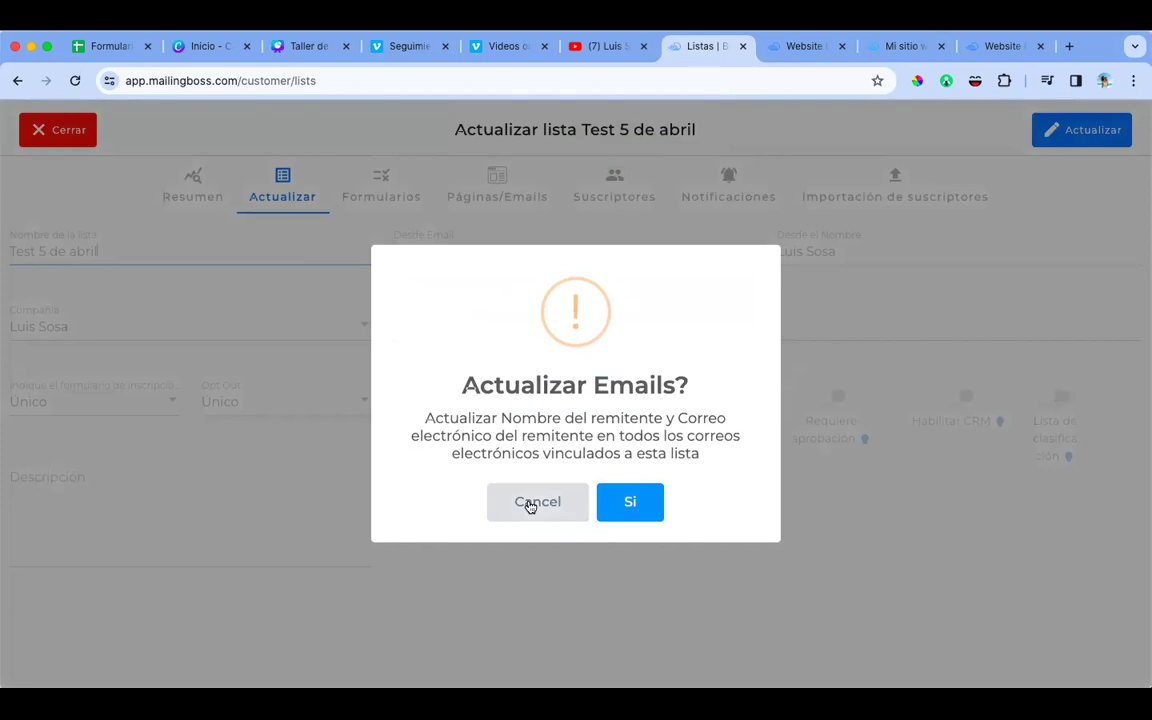 Formular
Inicio - C
Taller de
Seguimie
Videos o
(7) Luis S
Listas | B
Website
Mi sitio w
Website
app.mailingboss.com/customer/lists
Cerrar
Actualizar lista Test 5 de abril
Actualizar
Resumen
Actualizar
Formularios
Páginas/Emails
Suscriptores
Notificaciones
Importación de suscriptores
Nombre de la lista
Test 5 de abril
Desde Email
Desde el Nombre
Luis Sosa
Compañía
Luis Sosa
Indique el formulario de inscripció...
Unico
Opt Out
Unico
Requiere
aprobación
Habilitar CRM
Lista de
clasifica
ción
Descripción
!
Actualizar Emails?
Actualizar Nombre del remitente y Correo
electrónico del remitente en todos los correos
electrónicos vinculados a esta lista
Cancel
Si